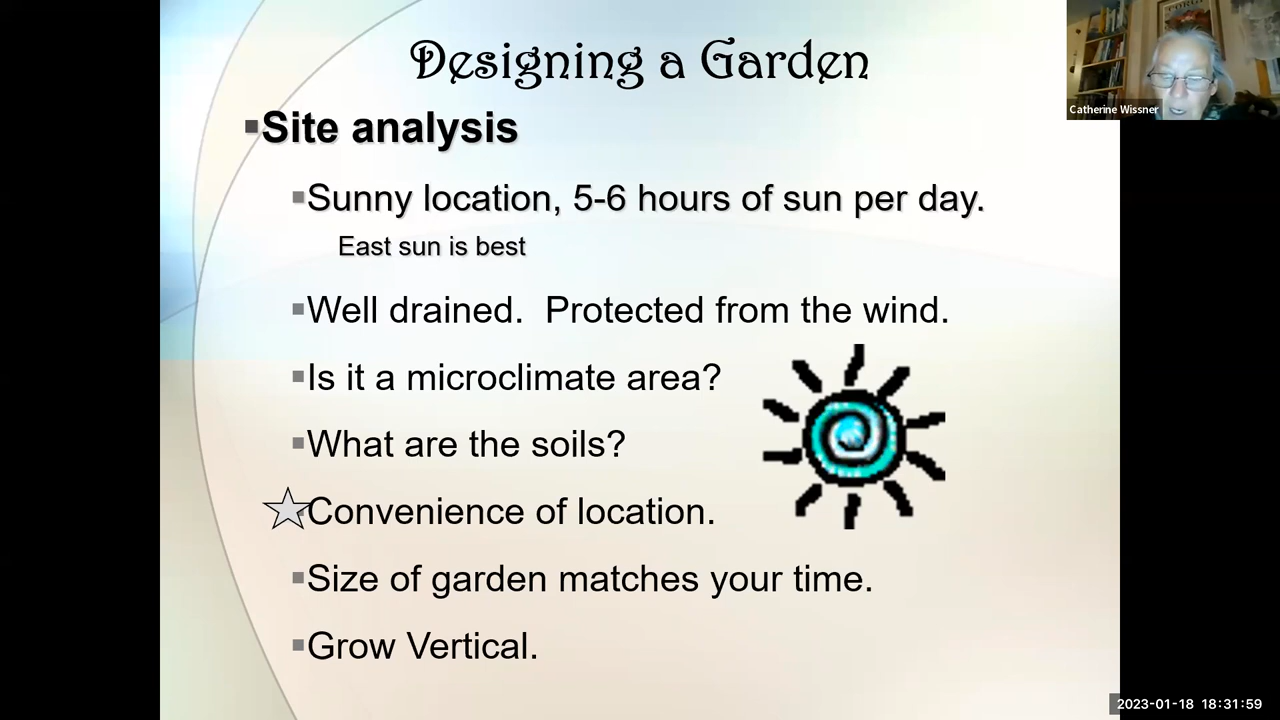 Designing a Garden
Site analysis
Sunny location, 5-6 hours of sun per day.
East sun is best
Well drained.  Protected from the wind.
Is it a microclimate area?
What are the soils?
Convenience of location.
Size of garden matches your time.
Grow Vertical.
Catherine Wissner
2023-01-18 18:31:59